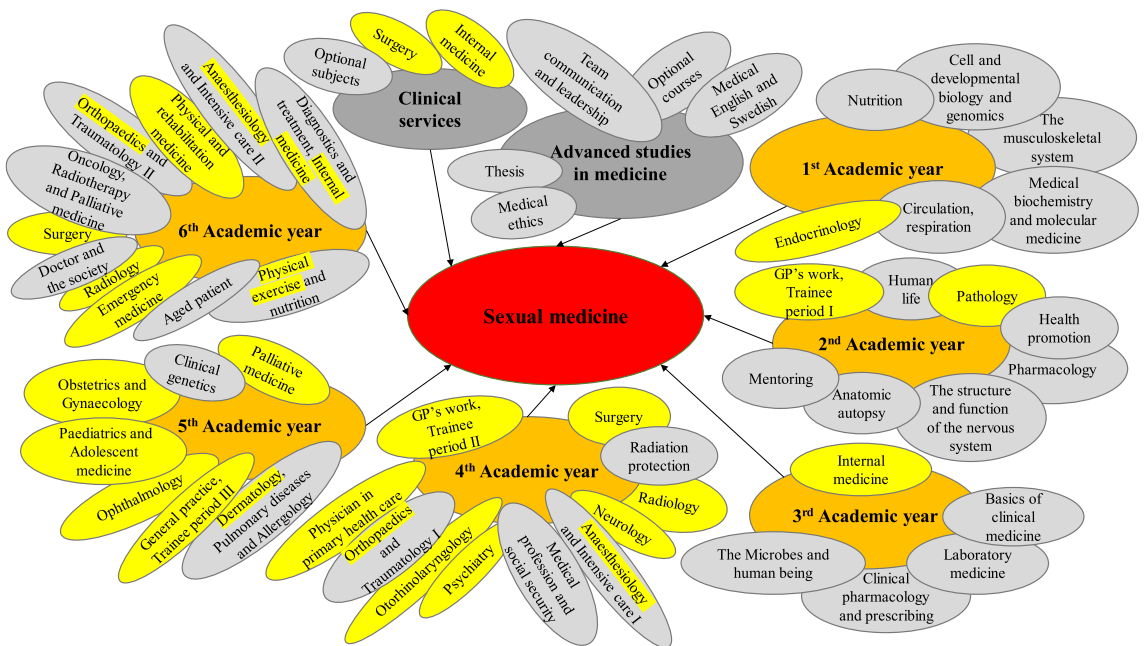 Optional
subjects
Surgery
Internal
medicine
Clinical
services
Team
communication
and leadership
Optional
courses
Medical
English and
Swedish
Thesis
Medical
ethics
Advanced studies
in medicine
Nutrition
Cell and
developmental
biology and
genomics
The
musculoskeletal
system
Medical
biochemistry
and molecular
medicine
Circulation,
respiration
Endocrinology
1st Academic year
GP's work,
Trainee
period I
Human
life
Pathology
Health
promotion
Pharmacology
The structure
and function
of the nervous
system
Anatomic
autopsy
Mentoring
2nd Academic year
Internal
medicine
Basics of
clinical
medicine
Laboratory
medicine
Clinical
pharmacology
and prescribing
The Microbes and
human being
3rd Academic year
GP's work,
Trainee
period II
Surgery
Radiation
protection
Radiology
Neurology
Anaesthesiology
and Intensive care I
Medical
profession and
social security
Psychiatry
Otorhinolaryngology
Orthopaedics
and
Traumatology I
Physician in
primary health care
4th Academic year
Clinical
genetics
Palliative
medicine
Obstetrics and
Gynaecology
Paediatrics and
Adolescent
medicine
Ophthalmology
General practice,
Trainee period III
Dermatology,
Pulmonary diseases
and Allergology
5th Academic year
Diagnostics and
treatment, Internal
medicine
Anaesthesiology
and Intensive care II
Physical and
rehabilitation
medicine
Orthopaedics and
Traumatology II
Oncology,
Radiotherapy
and Palliative
medicine
Surgery
Doctor and
the society
Radiology
Emergency
medicine
Aged patient
Physical
exercise and
nutrition
6th Academic year
Sexual medicine